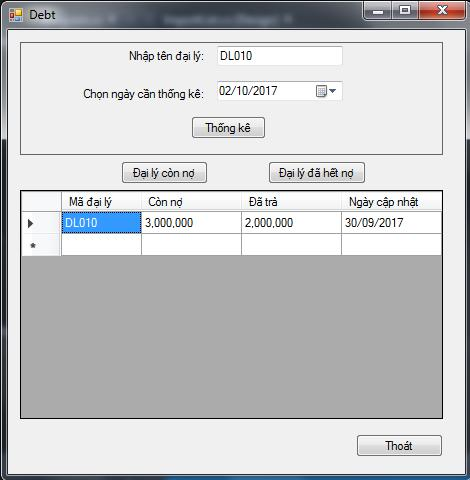 Debt
Nhập tên đại lý: DL010
Chọn ngày cần thống kê: 02/10/2017
Thống kê
Đại lý còn nợ Đại lý đã hết nợ
Mã đại lý Còn nợ Đã trả Ngày cập nhật
DL010 3,000,000 2,000,000 30/09/2017
Thoát